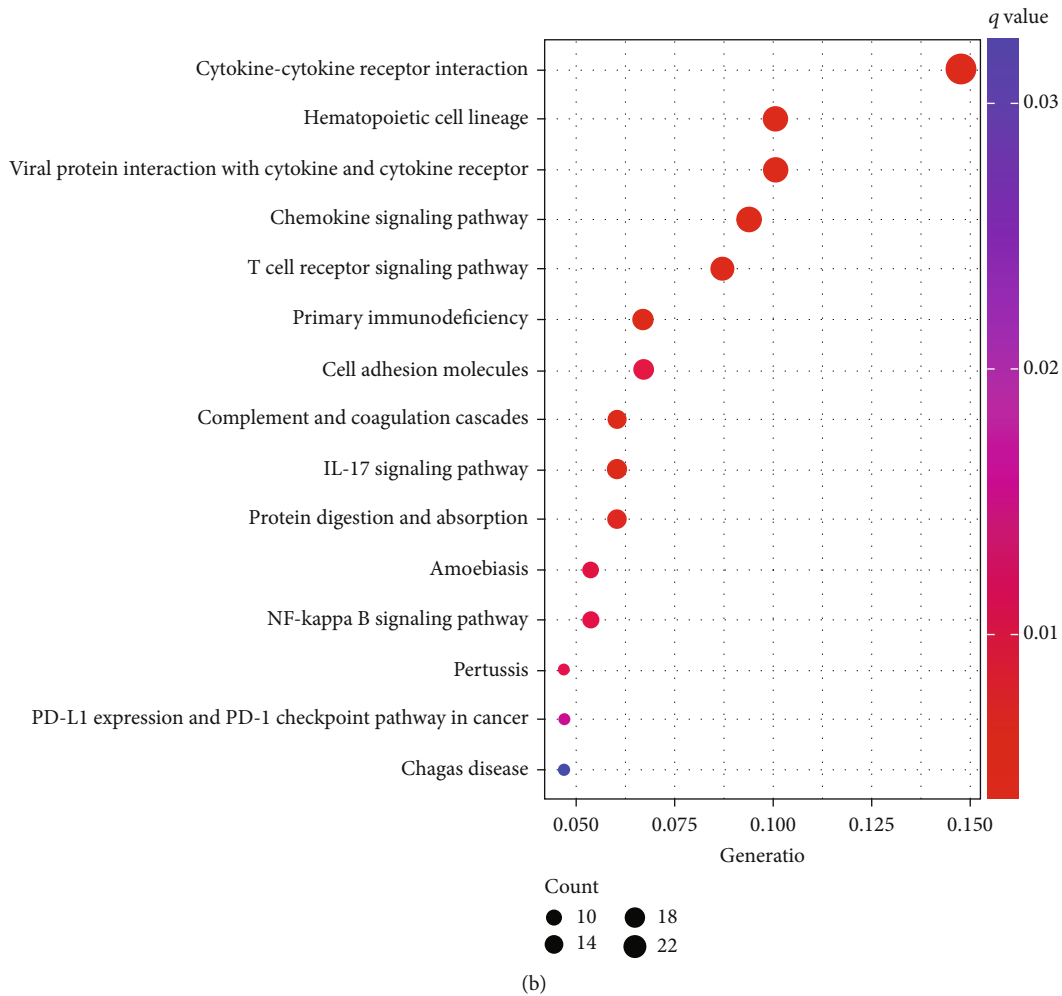 q value
Cytokine-cytokine receptor interaction
Hematopoietic cell lineage
Viral protein interaction with cytokine and cytokine receptor
Chemokine signaling pathway
T cell receptor signaling pathway
Primary immunodeficiency
Cell adhesion molecules
Complement and coagulation cascades
IL-17 signaling pathway
Protein digestion and absorption
Amoebiasis
NF-kappa B signaling pathway
Pertussis
PD-L1 expression and PD-1 checkpoint pathway in cancer
Chagas disease
0.03
0.02
0.01
0.050 0.075 0.100 0.125 0.150
Generatio
Count
10 18
14 22
(b)